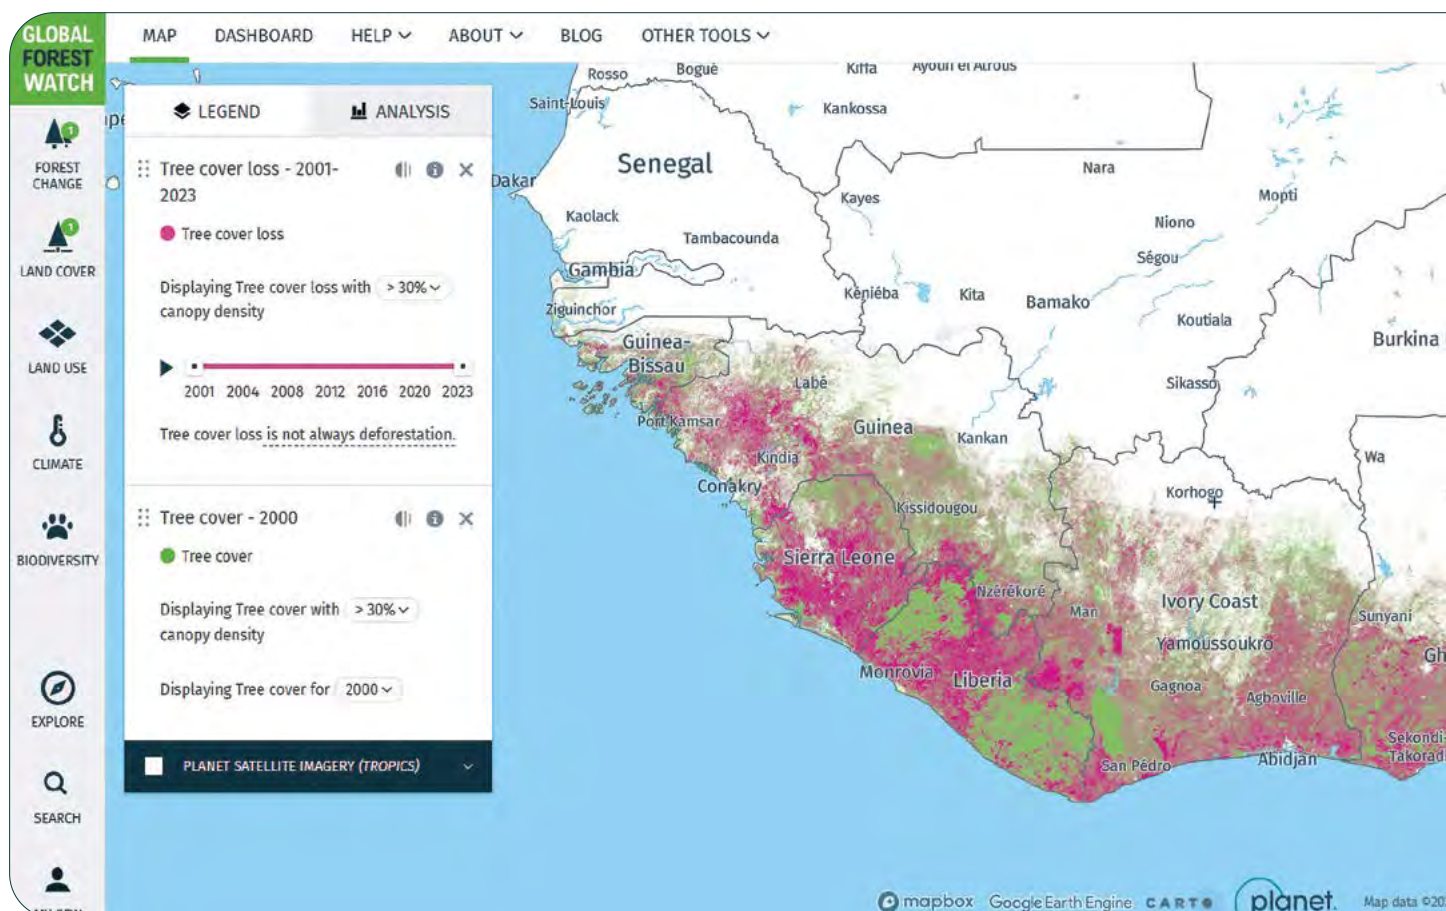 GLOBAL
FOREST
WATCH
MAP
DASHBOARD
HELP
ABOUT
BLOG
OTHER TOOLS
FOREST
CHANGE
1
LAND COVER
1
LAND USE
CLIMATE
BIODIVERSITY
EXPLORE
SEARCH
LEGEND
ANALYSIS
Tree cover loss - 2001-
2023
Tree cover loss
Displaying Tree cover loss with > 30%
canopy density
2001 2004 2008 2012 2016 2020 2023
Tree cover loss is not always deforestation.
Tree cover - 2000
Tree cover
Displaying Tree cover with > 30%
canopy density
Displaying Tree cover for 2000
PLANET SATELLITE IMAGERY (TROPICS)
Rosso
Bogué
Kiffa
Ayoun el Atrous
Saint-Louis
Kankossa
Senegal
Nara
Dakar
Kayes
Mopti
Kaolack
Niono
Tambacounda
Ségou
Gambia
Kéniéba
Kita
Bamako
Ziguinchor
Koutiala
Guinea-
Bissau
Burkina
Labé
Sikasso
Port Kamsar
Guinea
Kankan
Kindia
Wa
Conakry
Korhogo
Kissidougou
Sierra Leone
Nzérékoré
Man
Ivory Coast
Sunyani
Yamoussoukro
Gh
Monrovia
Liberia
Gagnoa
Agboville
Sekondi-
Takoradi
San Pédro
Abidjan
mapbox
Google Earth Engine
CARTO
planet.
Map data ©20